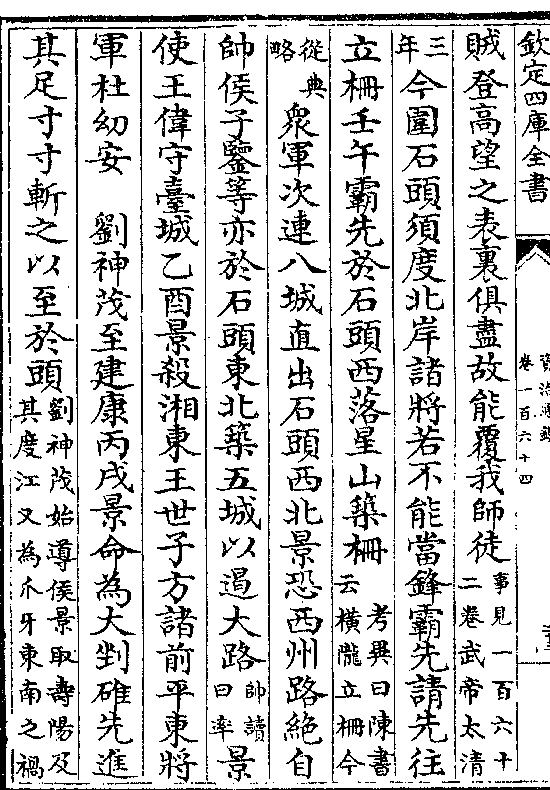 欽定四庫全書
資治通鑑
卷一百六十四
賊登高望之表裏俱盡故能覆我師徒事見一百六十二卷武帝太清
三年今圍石頭須度北岸諸將若不能當鋒霸先請先往
立柵壬午霸先於石頭西落星山築柵考異曰陳書云橫隴立柵今
從典略眾軍次連八城直出石頭西北景恐西州路絕自
帥侯子鑒等亦於石頭東北築五城以遏大路帥讀曰率景
使王偉守臺城乙酉景殺湘東王世子方諸前平東將
軍杜幼安　劉神茂至建康丙戌景命為大剉碓先進
其足寸寸斬之以至於頭劉神茂始導侯景取壽陽及其度江又為爪牙東南之禍